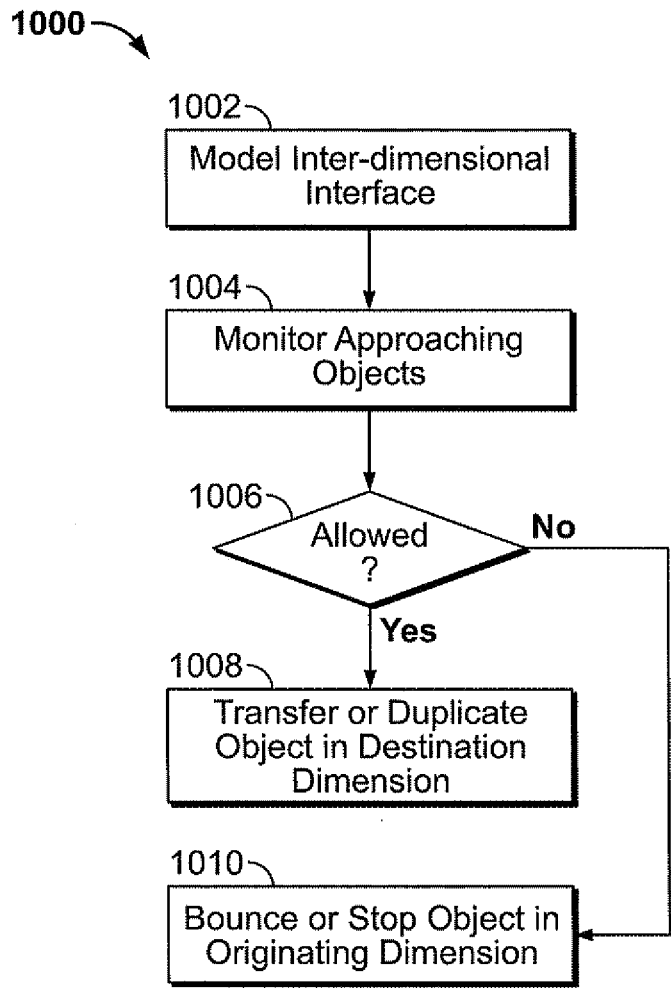 1000
1002
Model Inter-dimensional
Interface
1004
Monitor Approaching
Objects
1006
Allowed
?
No
Yes
1008
Transfer or Duplicate
Object in Destination
Dimension
1010
Bounce or Stop Object in
Originating Dimension